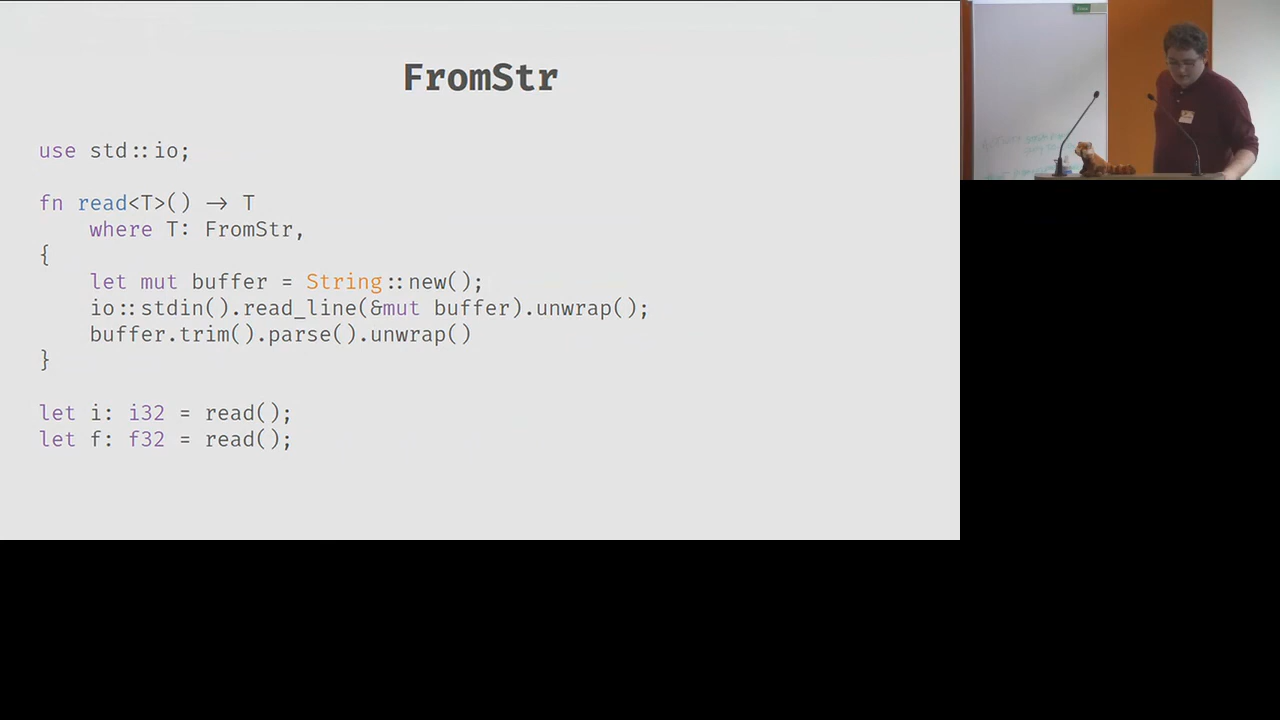 FromStr
use std::io;
fn read<T>() -> T
where T: FromStr,
{
let mut buffer = String::new();
io::stdin().read_line(&mut buffer).unwrap();
buffer.trim().parse().unwrap()
}
let i: i32 = read();
let f: f32 = read();